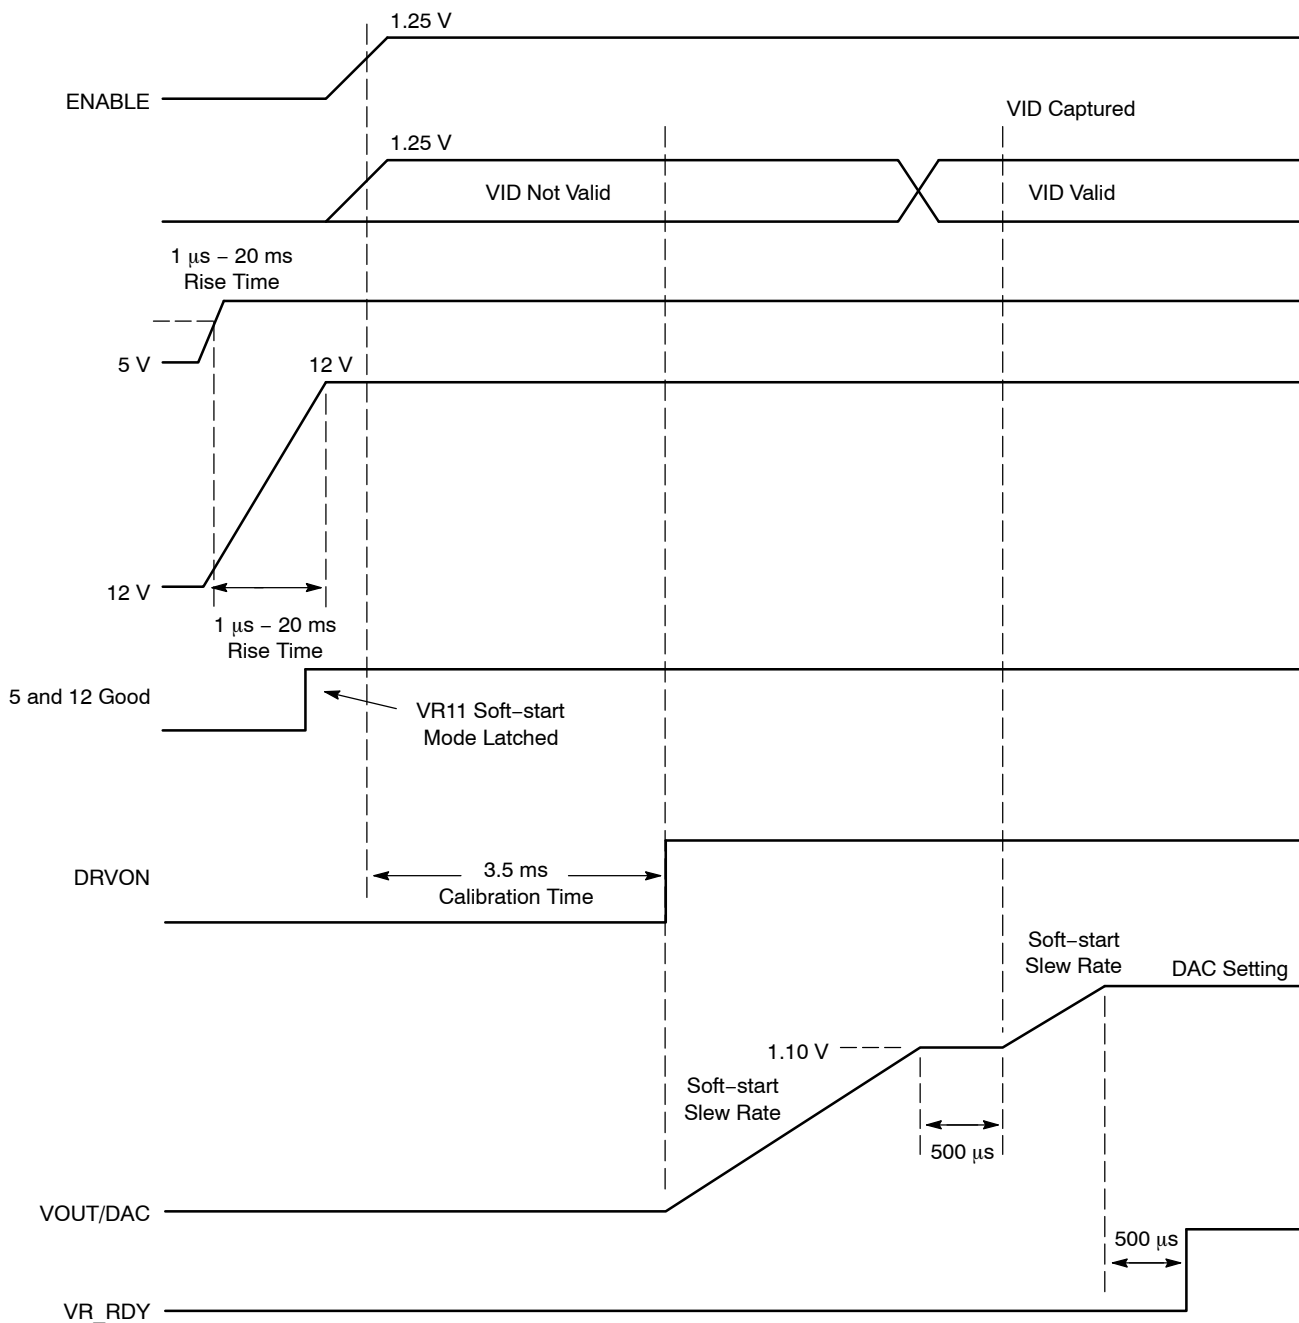 1.25 V
ENABLE
VID Captured
1.25 V
VID Not Valid
VID Valid
1 μs – 20 ms
Rise Time
5 V
12 V
12 V
1 μs – 20 ms
Rise Time
5 and 12 Good
VR11 Soft–start
Mode Latched
3.5 ms
Calibration Time
DRVON
Soft–start
Slew Rate
DAC Setting
1.10 V
Soft–start
Slew Rate
500 μs
VOUT/DAC
500 μs
VR_RDY